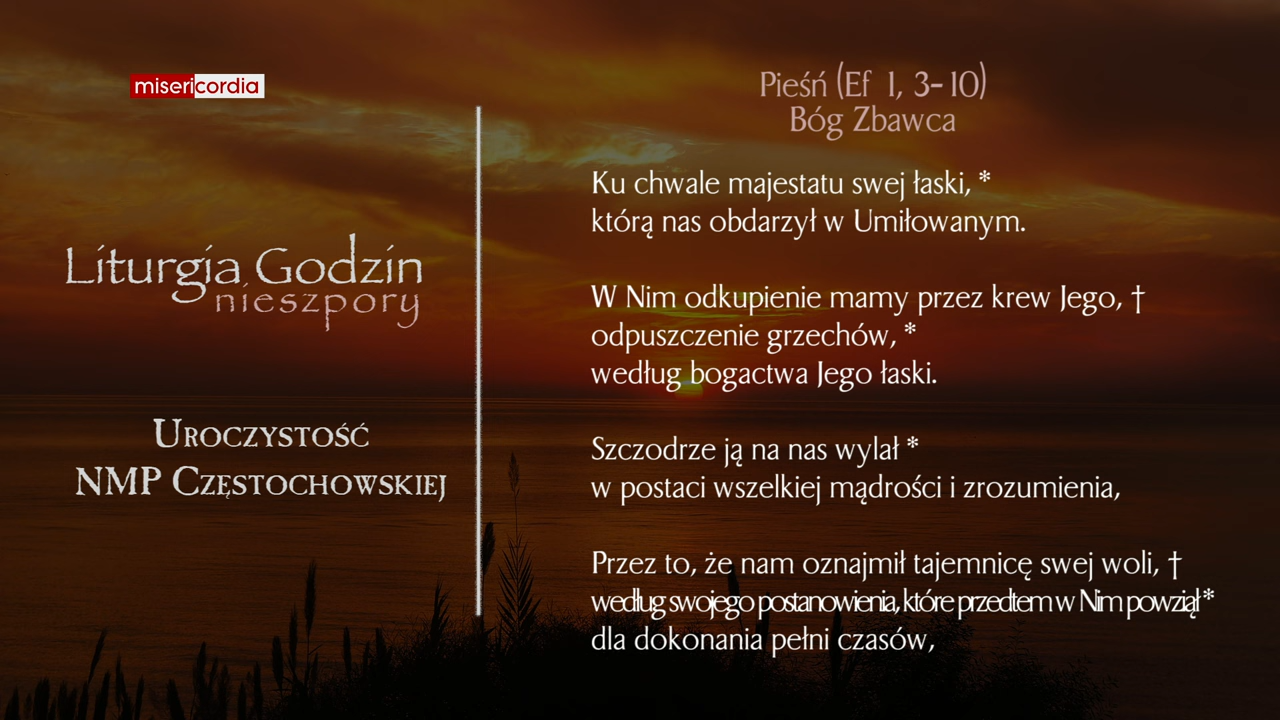 misericordia
Liturgia Godzin
nieszpory
Uroczystość
NMP Częstochowskiej
Pieśń (Ef 1, 3-10)
Bóg Zbawca
Ku chwale majestatu swej łaski, *
którą nas obdarzył w Umiłowanym.
W Nim odkupienie mamy przez krew Jego, †
odpuszczenie grzechów, *
według bogactwa Jego łaski.
Szczodrze ją na nas wylał *
w postaci wszelkiej mądrości i zrozumienia,
Przez to, że nam oznajmił tajemnicę swej woli, †
według swojego postanowienia, które przedtem w Nim powziął *
dla dokonania pełni czasów,